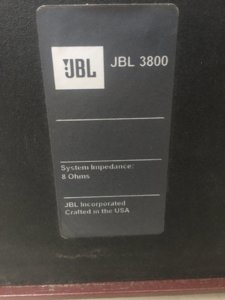 JBL JBL 3800
System Impedance:
8 Ohms
JBL Incorporated
Crafted in the USA